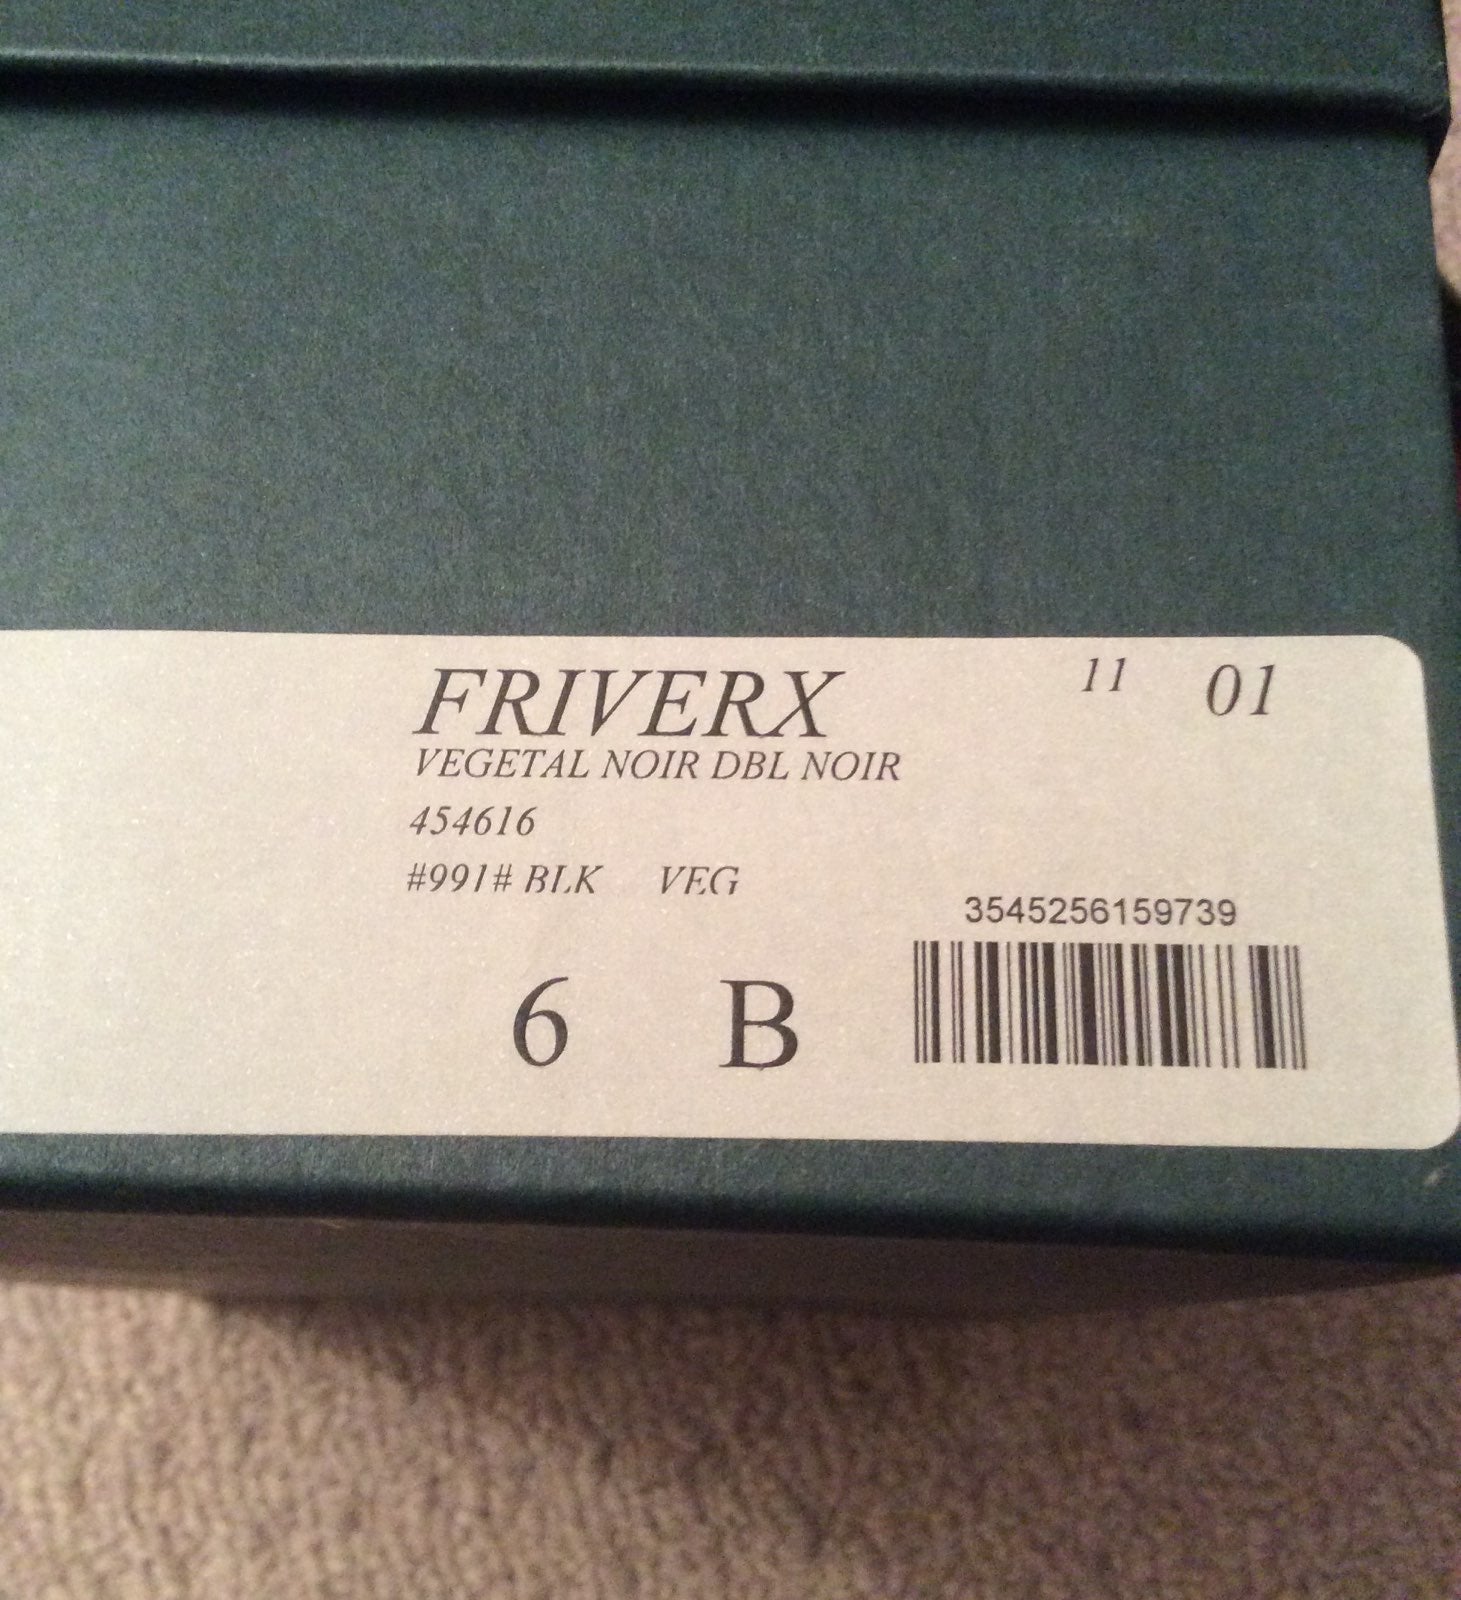 FRIVERX 11 01
VEGETAL NOIR DBL NOIR
454616
#991# BLK VEG
3545256159739
6 B